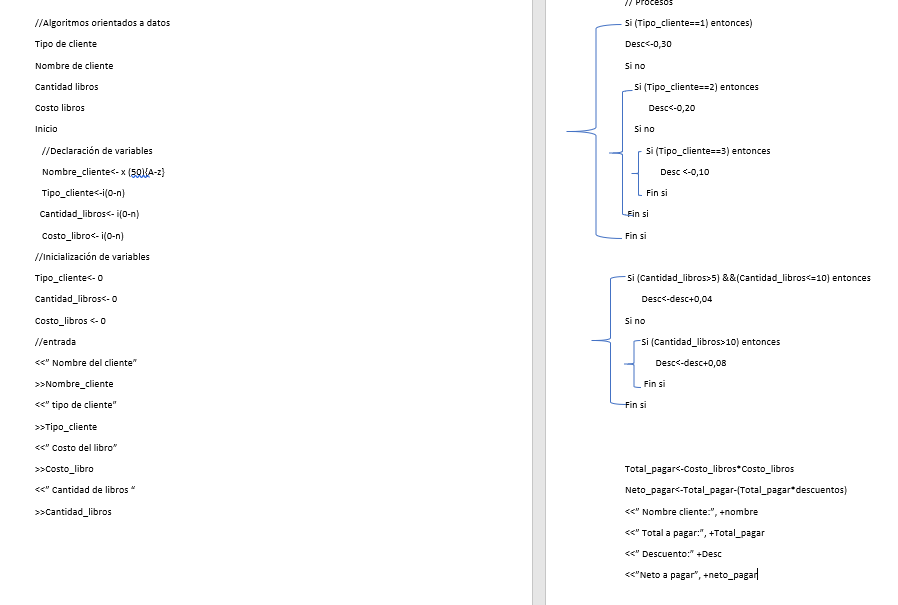 //Algoritmos orientados a datos
Tipo de cliente
Nombre de cliente
Cantidad libros
Costo libros
Inicio
//Declaración de variables
Nombre_cliente<- x (50){A-z}
Tipo_cliente<-i(0-n)
Cantidad_libros<- i(0-n)
Costo_libro<- i(0-n)
//Inicialización de variables
Tipo_cliente<- 0
Cantidad_libros<- 0
Costo_libros <- 0
//entrada
<<” Nombre del cliente”
>>Nombre_cliente
<<” tipo de cliente”
>>Tipo_cliente
<<” Costo del libro”
>>Costo_libro
<<” Cantidad de libros “
>>Cantidad_libros
// Procesos
Si (Tipo_cliente==1) entonces)
Desc<-0,30
Si no
Si (Tipo_cliente==2) entonces
Desc<-0,20
Si no
Si (Tipo_cliente==3) entonces
Desc <-0,10
Fin si
Fin si
Fin si
Si (Cantidad_libros>5) &&(Cantidad_libros<=10) entonces
Desc<-desc+0,04
Si no
Si (Cantidad_libros>10) entonces
Desc<-desc+0,08
Fin si
Fin si
Total_pagar<-Costo_libros*Costo_libros
Neto_pagar<-Total_pagar-(Total_pagar*descuentos)
<<” Nombre cliente:”, +nombre
<<” Total a pagar:”, +Total_pagar
<<” Descuento:” +Desc
<<”Neto a pagar”, +neto_pagar